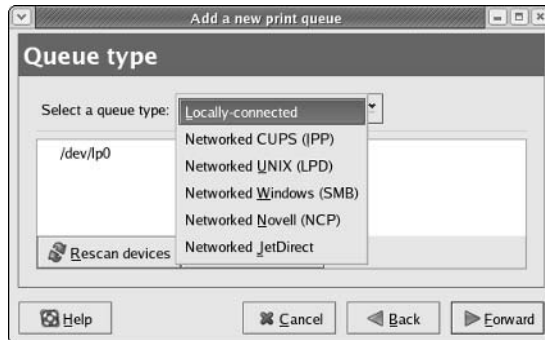 Add a new print queue
Queue type
Select a queue type:
Locally-connected
Networked CUPS (IPP)
Networked UNIX (LPD)
Networked Windows (SMB)
Networked Novell (NCP)
Networked JetDirect
/dev/lp0
Rescan devices
Help
Cancel
Back
Forward